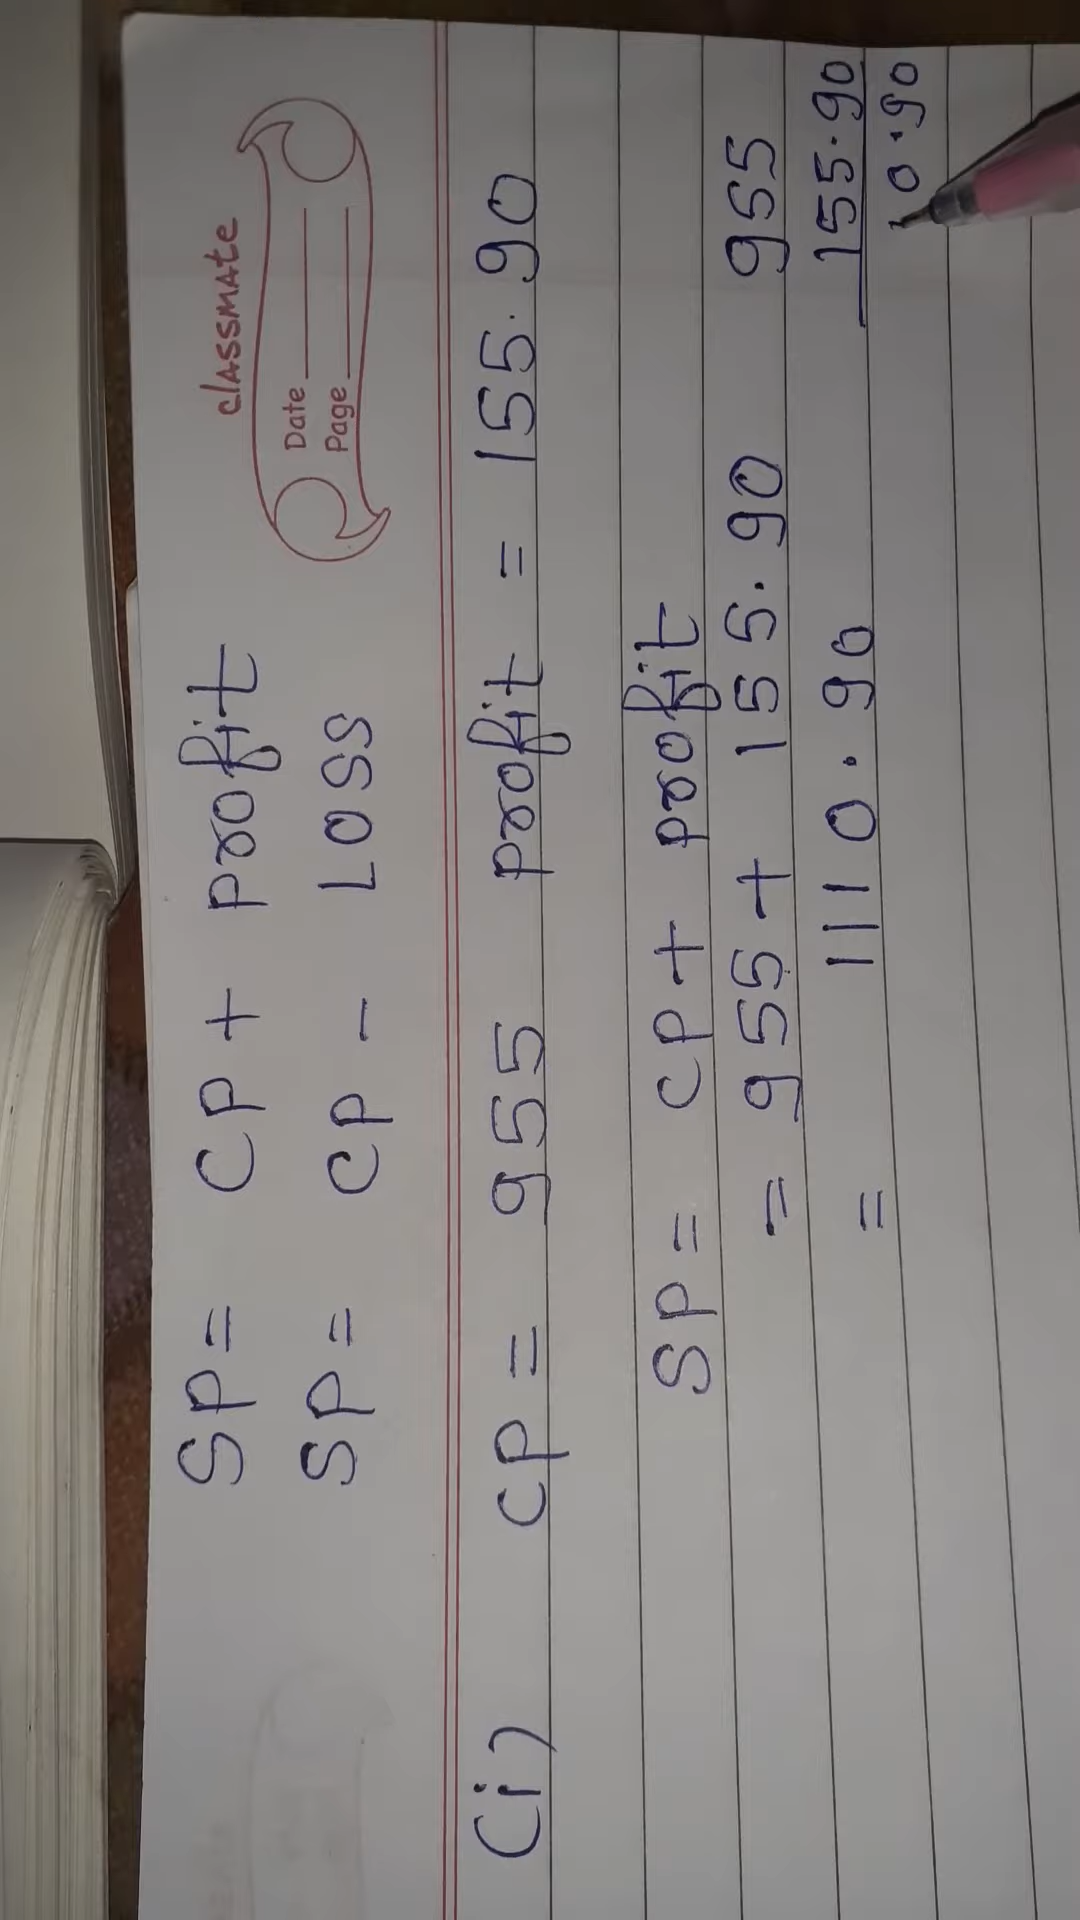 classmate
Date
Page
SP = CP + profit
SP = CP - LOSS
(i) CP = 955 profit = 155.90
SP = CP + profit
= 955 + 155.90
= 1110.90
955
155.90
10.90